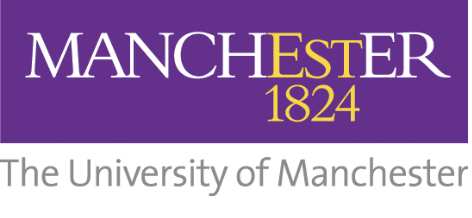 MANCHEstER
1824
The University of Manchester